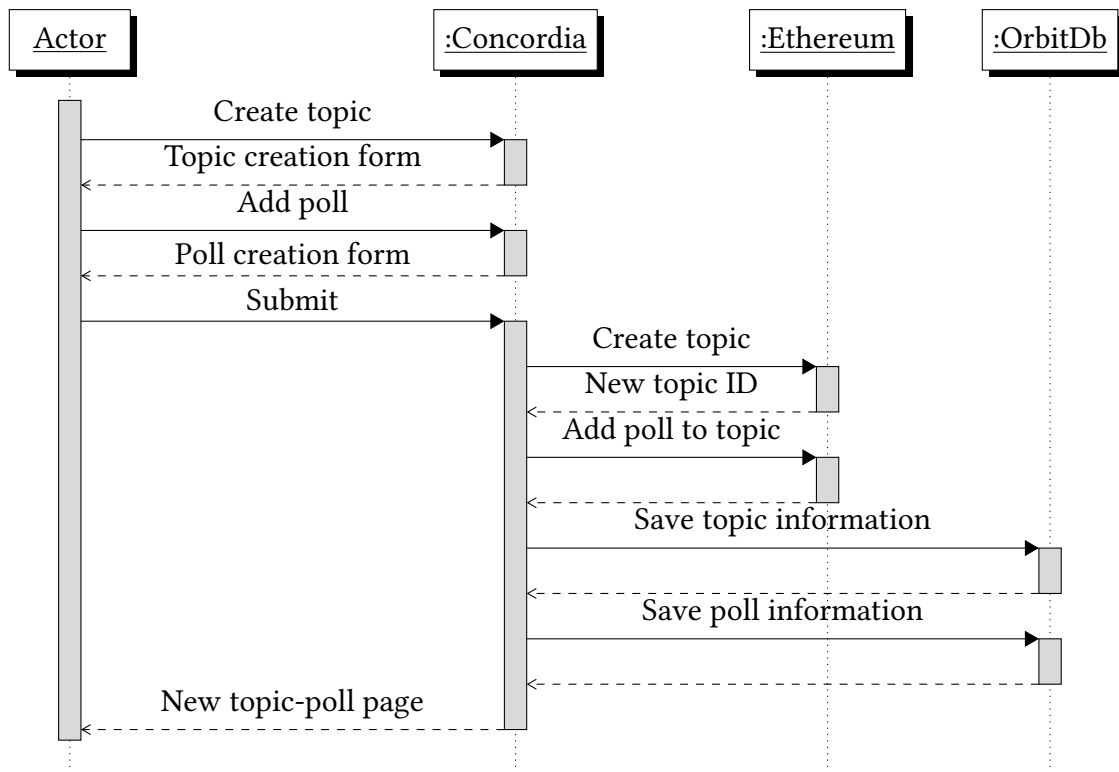 Actor
:Concordia
:Ethereum
:OrbitDb
Create topic
Topic creation form
Add poll
Poll creation form
Submit
Create topic
New topic ID
Add poll to topic
Save topic information
Save poll information
New topic-poll page